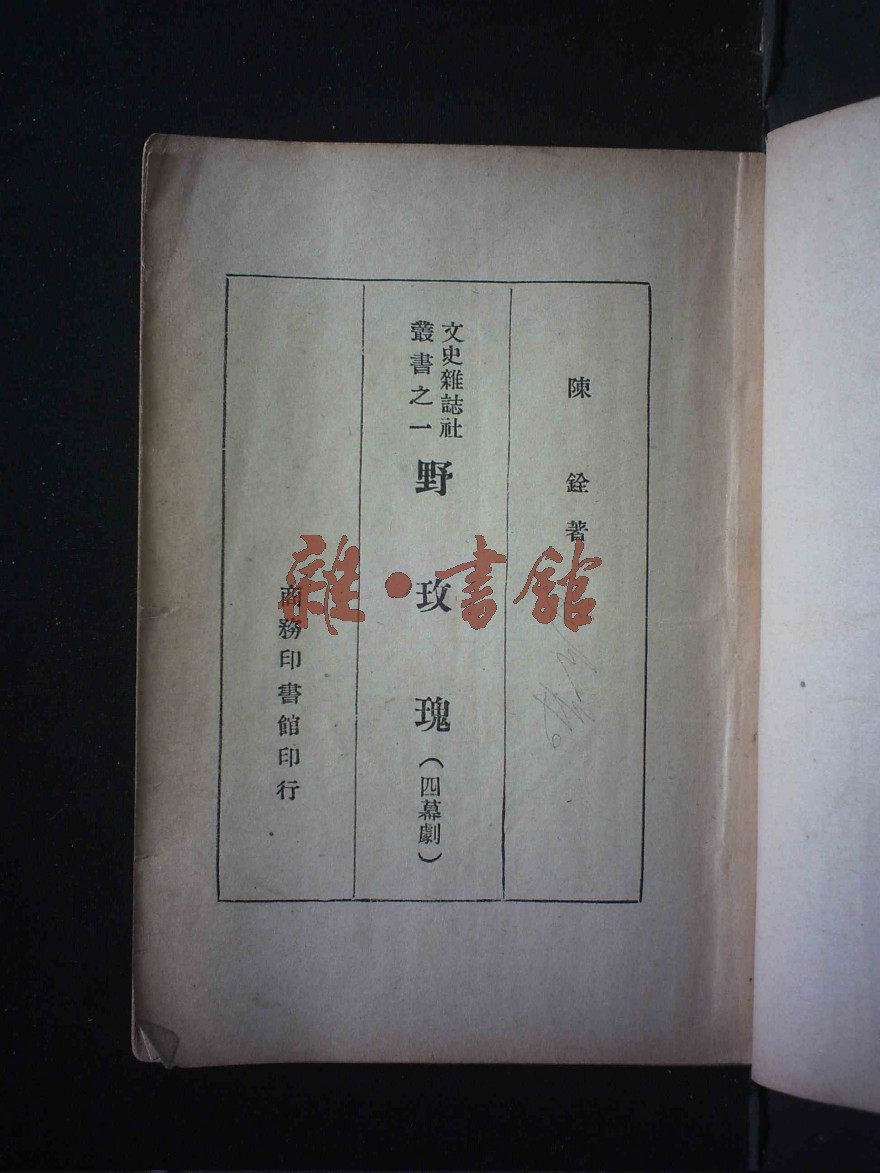 陳銓著
文史雜誌社
叢書之一
野玫瑰（四幕劇）
商務印書館印行
雜·書館